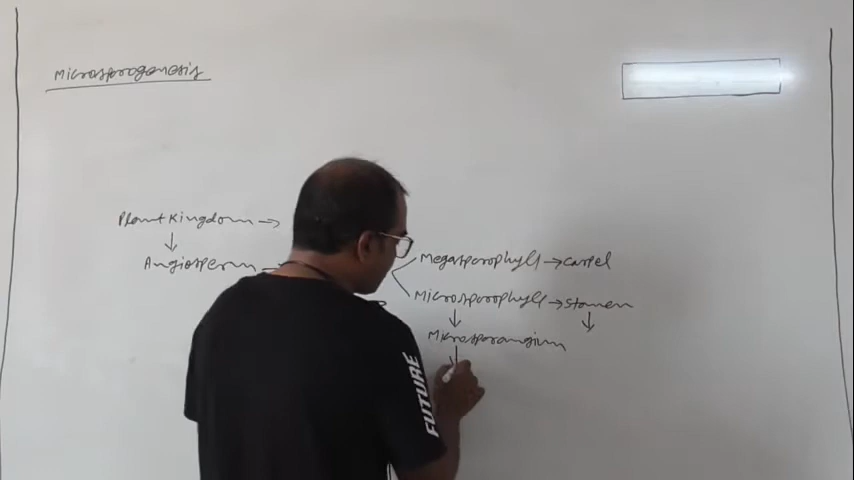 Microsporogenesis
Plant Kingdom →
↓
Angiosperm
Megasporophyll → carpel
Microsporophyll → stamen
↓ ↓
Microsporangium
↓
FUTURE